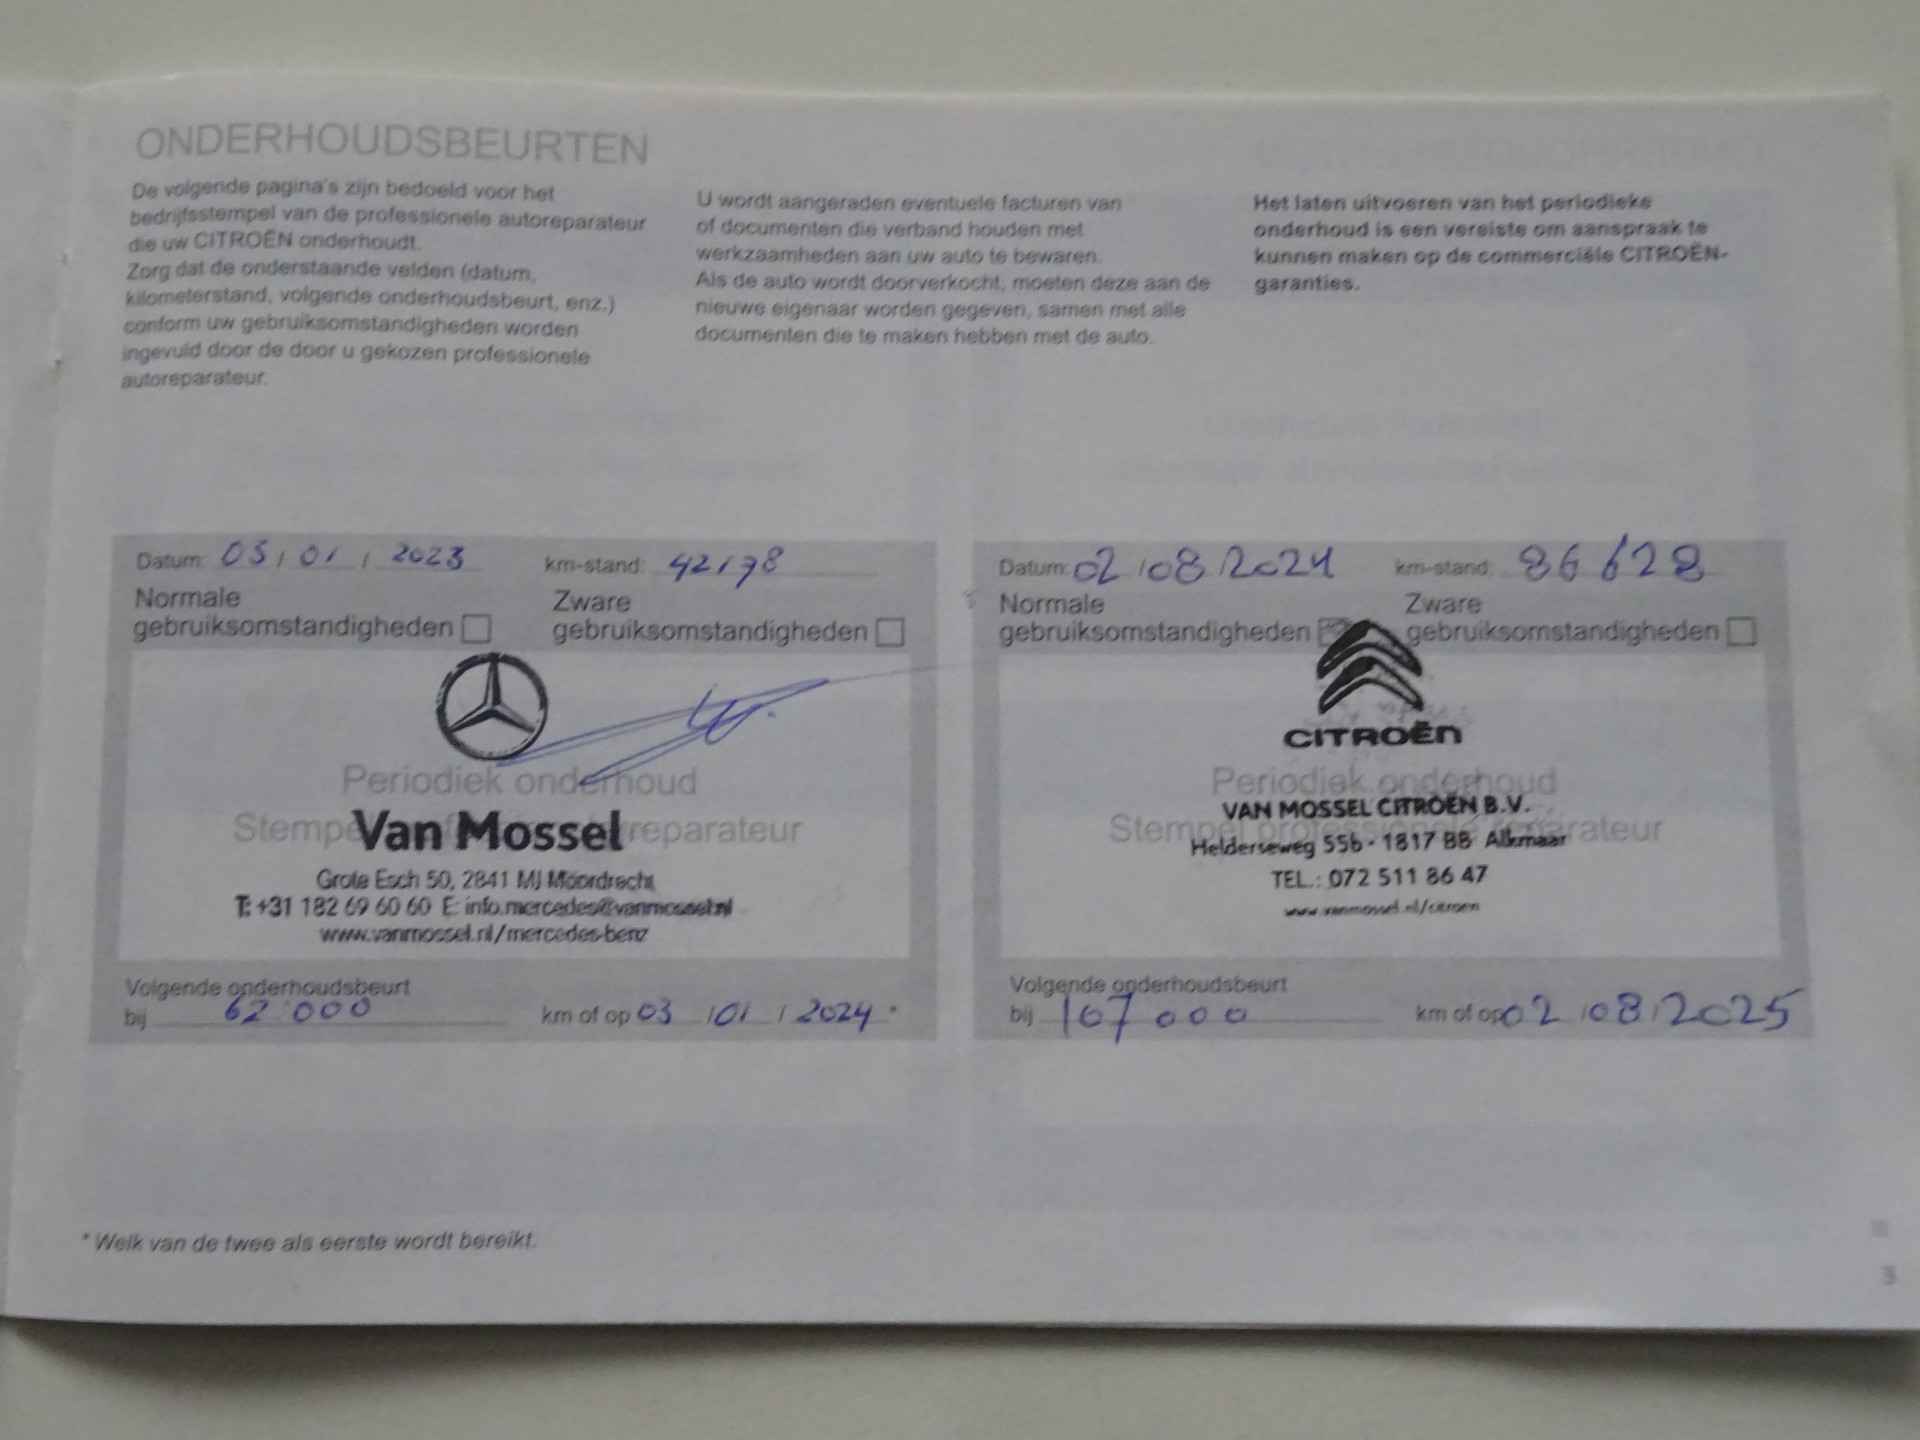 ONDERHOUDSBEURTEN
De volgende pagina's zijn bedoeld voor het
bedrijfsstempel van de professionele autoreparateur
die uw CITROËN onderhoudt.
Zorg dat de onderstaande velden (datum,
kilometerstand, volgende onderhoudsbeurt, enz.)
conform uw gebruiksomstandigheden worden
ingevuld door de door u gekozen professionele
autoreparateur.
U wordt aangeraden eventuele facturen van
of documenten die verband houden met
werkzaamheden aan uw auto te bewaren.
Als de auto wordt doorverkocht, moeten deze aan de
nieuwe eigenaar worden gegeven, samen met alle
documenten die te maken hebben met de auto.
Het laten uitvoeren van het periodieke
onderhoud is een vereiste om aanspraak te
kunnen maken op de commerciële CITROËN-
garanties.
Datum: 03 / 01 / 2023 km-stand: 42178
Normale Zware
gebruiksomstandigheden gebruiksomstandigheden
Periodiek onderhoud
Van Mossel
Grote Esch 50, 2841 MJ Moordrecht
T: +31 182 69 60 60 E: info.mercedes@vanmossel.nl
www.vanmossel.nl/mercedes-benz
Volgende onderhoudsbeurt
bij 62.000 km of op 03 / 01 / 2024 *
Datum: 02 / 08 / 2024 km-stand: 86628
Normale Zware
gebruiksomstandigheden gebruiksomstandigheden
CITROËN
Periodiek onderhoud
VAN MOSSEL CITROËN B.V.
Stempel professionele reparateur
Helderseweg 55b - 1817 BB Alkmaar
TEL.: 072 511 86 47
www.vanmossel.nl/citroen
Volgende onderhoudsbeurt
bij 107000 km of op 02 / 08 / 2025
* Welk van de twee als eerste wordt bereikt.